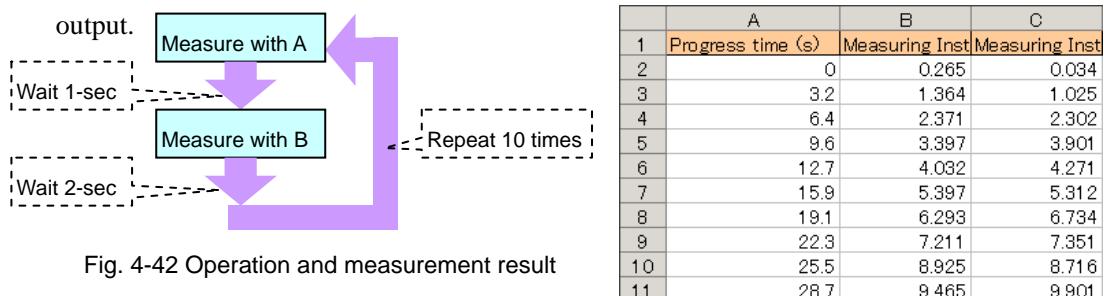 output.
Measure with A
Wait 1-sec
Measure with B
Repeat 10 times
Wait 2-sec
Fig. 4-42 Operation and measurement result
A B C
1 Progress time (s) Measuring Inst Measuring Inst
2 0 0.265 0.034
3 3.2 1.364 1.025
4 6.4 2.371 2.302
5 9.6 3.397 3.901
6 12.7 4.032 4.271
7 15.9 5.397 5.312
8 19.1 6.293 6.734
9 22.3 7.211 7.351
10 25.5 8.925 8.716
11 28.7 9.465 9.901